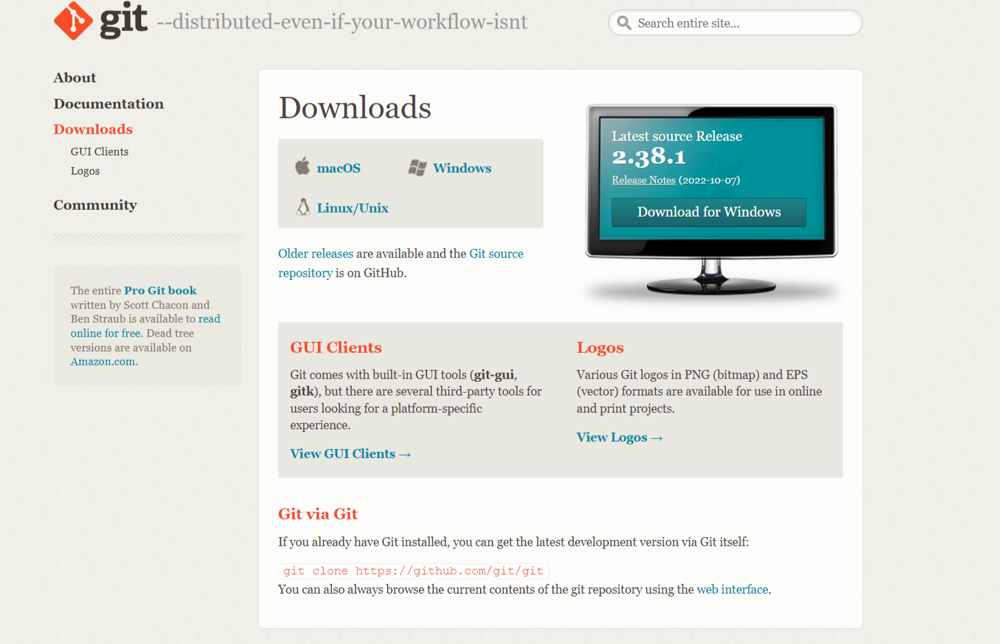 git --distributed-even-if-your-workflow-isnt
Search entire site...
About
Documentation
Downloads
GUI Clients
Logos
Community
The entire Pro Git book
written by Scott Chacon and
Ben Straub is available to read
online for free. Dead tree
versions are available on
Amazon.com.
Downloads
macOS
Windows
Linux/Unix
Older releases are available and the Git source
repository is on GitHub.
Latest source Release
2.38.1
Release Notes (2022-10-07)
Download for Windows
GUI Clients
Git comes with built-in GUI tools (git-gui,
gitk), but there are several third-party tools for
users looking for a platform-specific
experience.
View GUI Clients →
Logos
Various Git logos in PNG (bitmap) and EPS
(vector) formats are available for use in online
and print projects.
View Logos →
Git via Git
If you already have Git installed, you can get the latest development version via Git itself:
git clone https://github.com/git/git
You can also always browse the current contents of the git repository using the web interface.